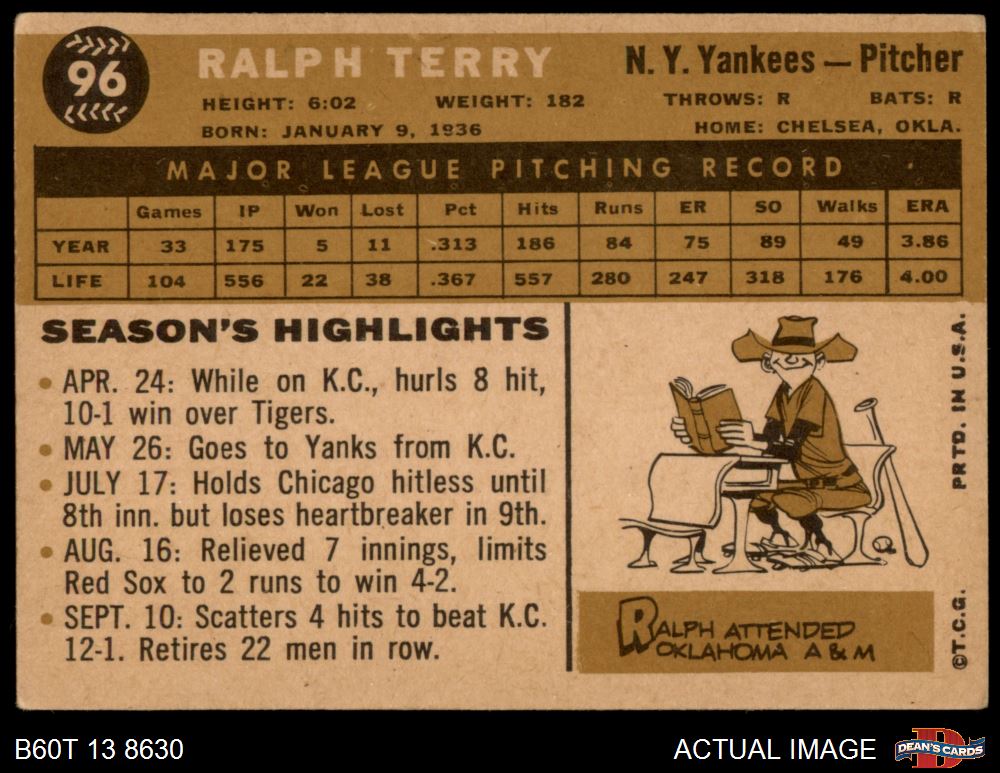 96
RALPH TERRY
N. Y. Yankees — Pitcher
HEIGHT: 6:02 WEIGHT: 182 THROWS: R BATS: R
BORN: JANUARY 9, 1936 HOME: CHELSEA, OKLA.
MAJOR LEAGUE PITCHING RECORD
Games IP Won Lost Pct Hits Runs ER SO Walks ERA
YEAR 33 175 5 11 .313 186 84 75 89 49 3.86
LIFE 104 556 22 38 .367 557 280 247 318 176 4.00
SEASON'S HIGHLIGHTS
• APR. 24: While on K.C., hurls 8 hit,
10-1 win over Tigers.
• MAY 26: Goes to Yanks from K.C.
• JULY 17: Holds Chicago hitless until
8th inn. but loses heartbreaker in 9th.
• AUG. 16: Relieved 7 innings, limits
Red Sox to 2 runs to win 4-2.
• SEPT. 10: Scatters 4 hits to beat K.C.
12-1. Retires 22 men in row.
RALPH ATTENDED
OKLAHOMA A & M
PRTD. IN U.S.A.
©T.C.G.
B60T 13 8630
ACTUAL IMAGE
D
DEAN'S CARDS